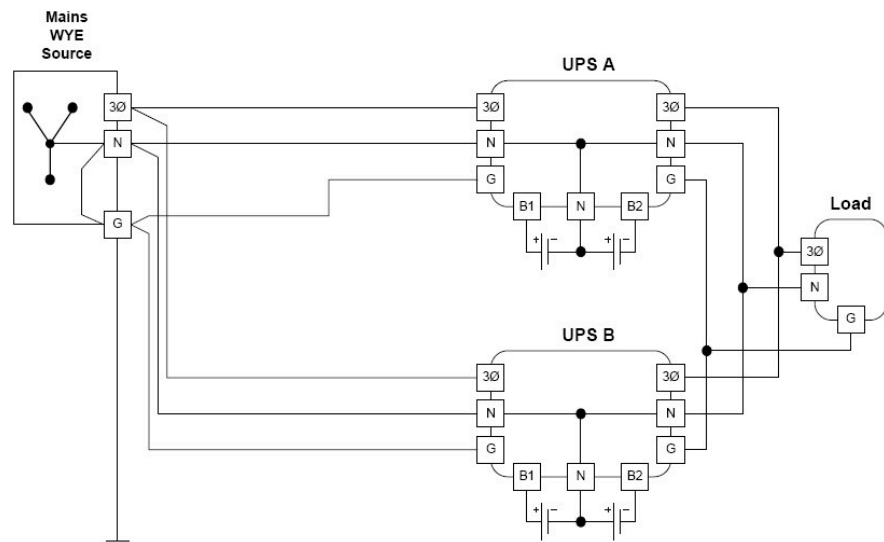 Mains
WYE
Source
UPS A
3Ø
3Ø
3Ø
N
N
N
G
G
B1
N
B2
Load
G
+ − + −
3Ø
N
G
UPS B
3Ø
3Ø
N
N
G
G
B1
N
B2
+ − + −